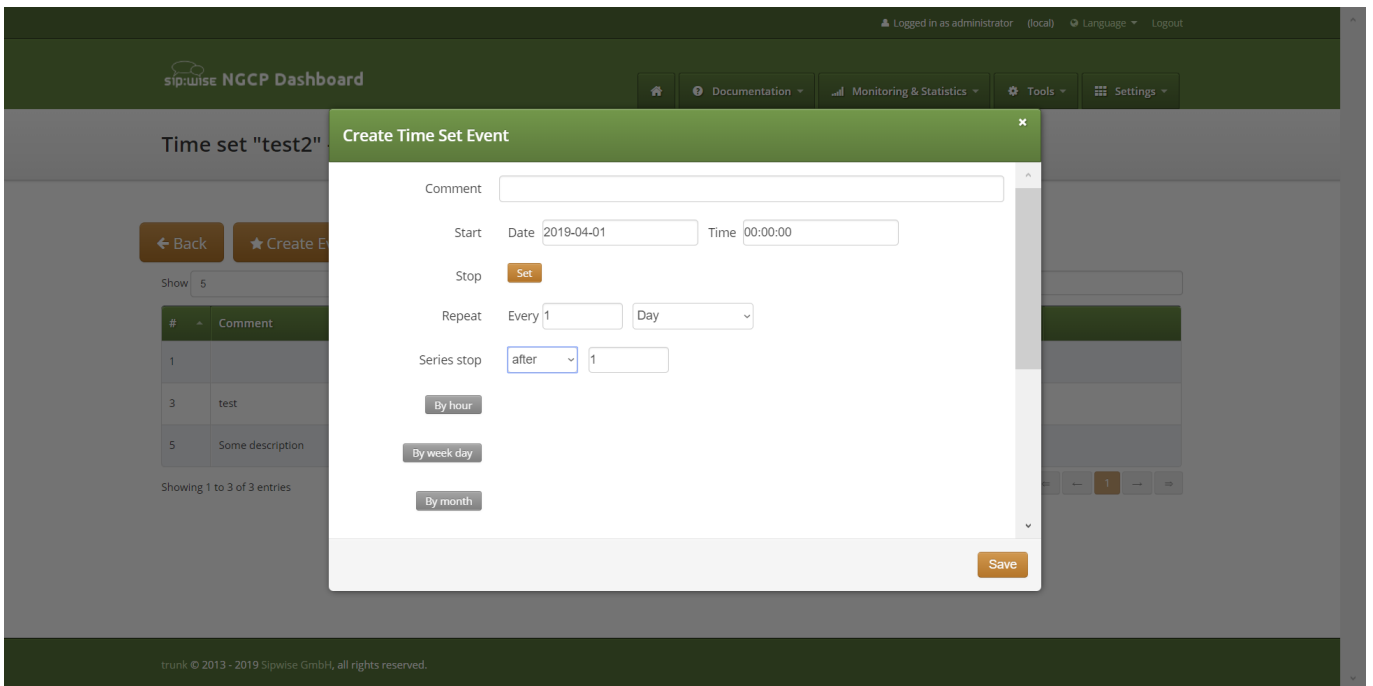 Logged in as administrator (local) Language Logout
sip:wise NGCP Dashboard
Documentation Monitoring & Statistics Tools Settings
Time set "test2"
Create Time Set Event ×
Comment
Start Date 2019-04-01 Time 00:00:00
Back Create Ev
Stop Set
Show 5
Repeat Every 1 Day
# Comment
Series stop after 1
1
By hour
3 test
5 Some description
By week day
Showing 1 to 3 of 3 entries
← 1 →
By month
Save
trunk © 2013 - 2019 Sipwise GmbH, all rights reserved.